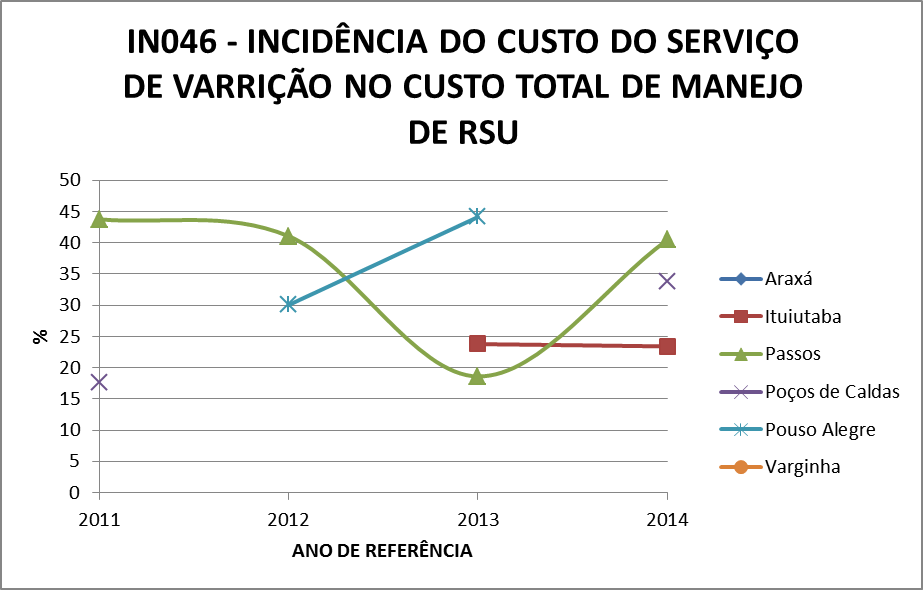 IN046 - INCIDÊNCIA DO CUSTO DO SERVIÇO
DE VARRIÇÃO NO CUSTO TOTAL DE MANEJO
DE RSU
50
45
40
35
30
25
20
15
10
5
0
%
2011
2012
2013
2014
ANO DE REFERÊNCIA
Araxá
Ituiutaba
Passos
Poços de Caldas
Pouso Alegre
Varginha